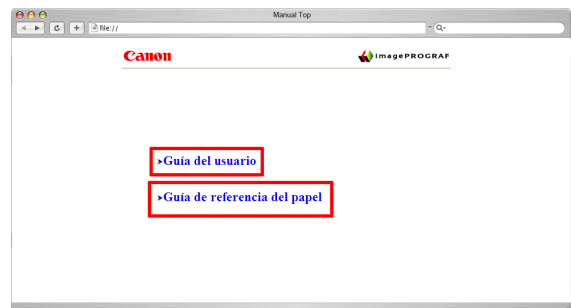 Manual Top
file://
Canon
imagePROGRAF
Guía del usuario
Guía de referencia del papel